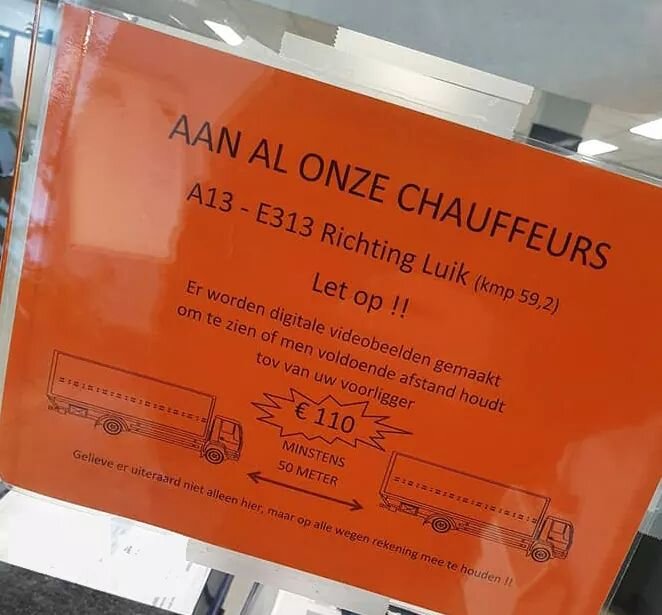 AAN AL ONZE CHAUFFEURS
A13 - E313 Richting Luik (kmp 59,2)
Let op !!
Er worden digitale videobeelden gemaakt
om te zien of men voldoende afstand houdt
tov van uw voorligger
€ 110
MINSTENS
50 METER
Gelieve er uiteraard niet alleen hier, maar op alle wegen rekening mee te houden !!